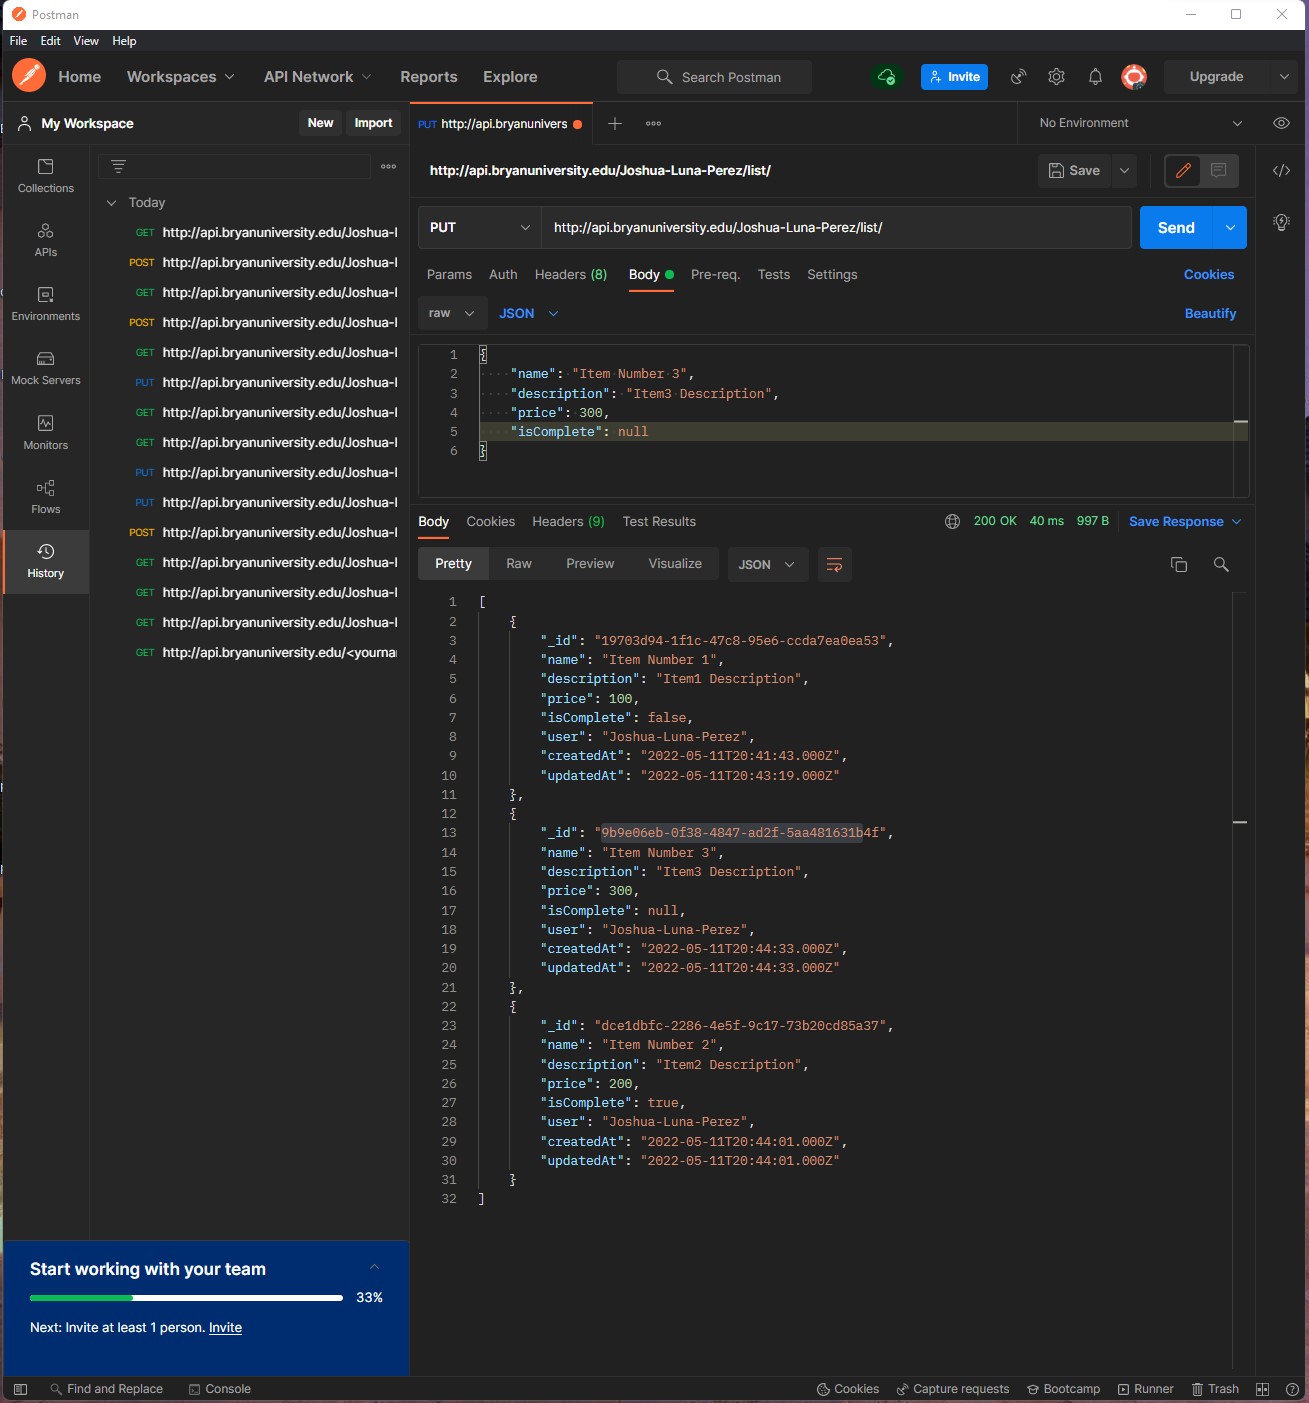 Postman
File Edit View Help
Home Workspaces API Network Reports Explore Search Postman Invite Upgrade
My Workspace New Import
PUT http://api.bryanunivers
No Environment
Collections
APIs
Environments
Mock Servers
Monitors
Flows
History
Today
GET http://api.bryanuniversity.edu/Joshua-l
POST http://api.bryanuniversity.edu/Joshua-l
GET http://api.bryanuniversity.edu/Joshua-l
POST http://api.bryanuniversity.edu/Joshua-l
GET http://api.bryanuniversity.edu/Joshua-l
PUT http://api.bryanuniversity.edu/Joshua-l
GET http://api.bryanuniversity.edu/Joshua-l
GET http://api.bryanuniversity.edu/Joshua-l
PUT http://api.bryanuniversity.edu/Joshua-l
PUT http://api.bryanuniversity.edu/Joshua-l
POST http://api.bryanuniversity.edu/Joshua-l
GET http://api.bryanuniversity.edu/Joshua-l
GET http://api.bryanuniversity.edu/Joshua-l
GET http://api.bryanuniversity.edu/Joshua-l
GET http://api.bryanuniversity.edu/<yourna
http://api.bryanuniversity.edu/Joshua-Luna-Perez/list/
Save
PUT http://api.bryanuniversity.edu/Joshua-Luna-Perez/list/ Send
Params Auth Headers (8) Body Pre-req. Tests Settings Cookies
raw JSON Beautify
1 {
2 "name": "Item Number 3",
3 "description": "Item3 Description",
4 "price": 300,
5 "isComplete": null
6 }
Body Cookies Headers (9) Test Results 200 OK 40 ms 997 B Save Response
Pretty Raw Preview Visualize JSON
1 [
2 {
3 "_id": "19703d94-1f1c-47c8-95e6-ccda7ea0ea53",
4 "name": "Item Number 1",
5 "description": "Item1 Description",
6 "price": 100,
7 "isComplete": false,
8 "user": "Joshua-Luna-Perez",
9 "createdAt": "2022-05-11T20:41:43.000Z",
10 "updatedAt": "2022-05-11T20:43:19.000Z"
11 },
12 {
13 "_id": "9b9e06eb-0f38-4847-ad2f-5aa481631b4f",
14 "name": "Item Number 3",
15 "description": "Item3 Description",
16 "price": 300,
17 "isComplete": null,
18 "user": "Joshua-Luna-Perez",
19 "createdAt": "2022-05-11T20:44:33.000Z",
20 "updatedAt": "2022-05-11T20:44:33.000Z"
21 },
22 {
23 "_id": "dce1dbfc-2286-4e5f-9c17-73b20cd85a37",
24 "name": "Item Number 2",
25 "description": "Item2 Description",
26 "price": 200,
27 "isComplete": true,
28 "user": "Joshua-Luna-Perez",
29 "createdAt": "2022-05-11T20:44:01.000Z",
30 "updatedAt": "2022-05-11T20:44:01.000Z"
31 }
32 ]
Start working with your team
33%
Next: Invite at least 1 person. Invite
Find and Replace Console Cookies Capture requests Bootcamp Runner Trash